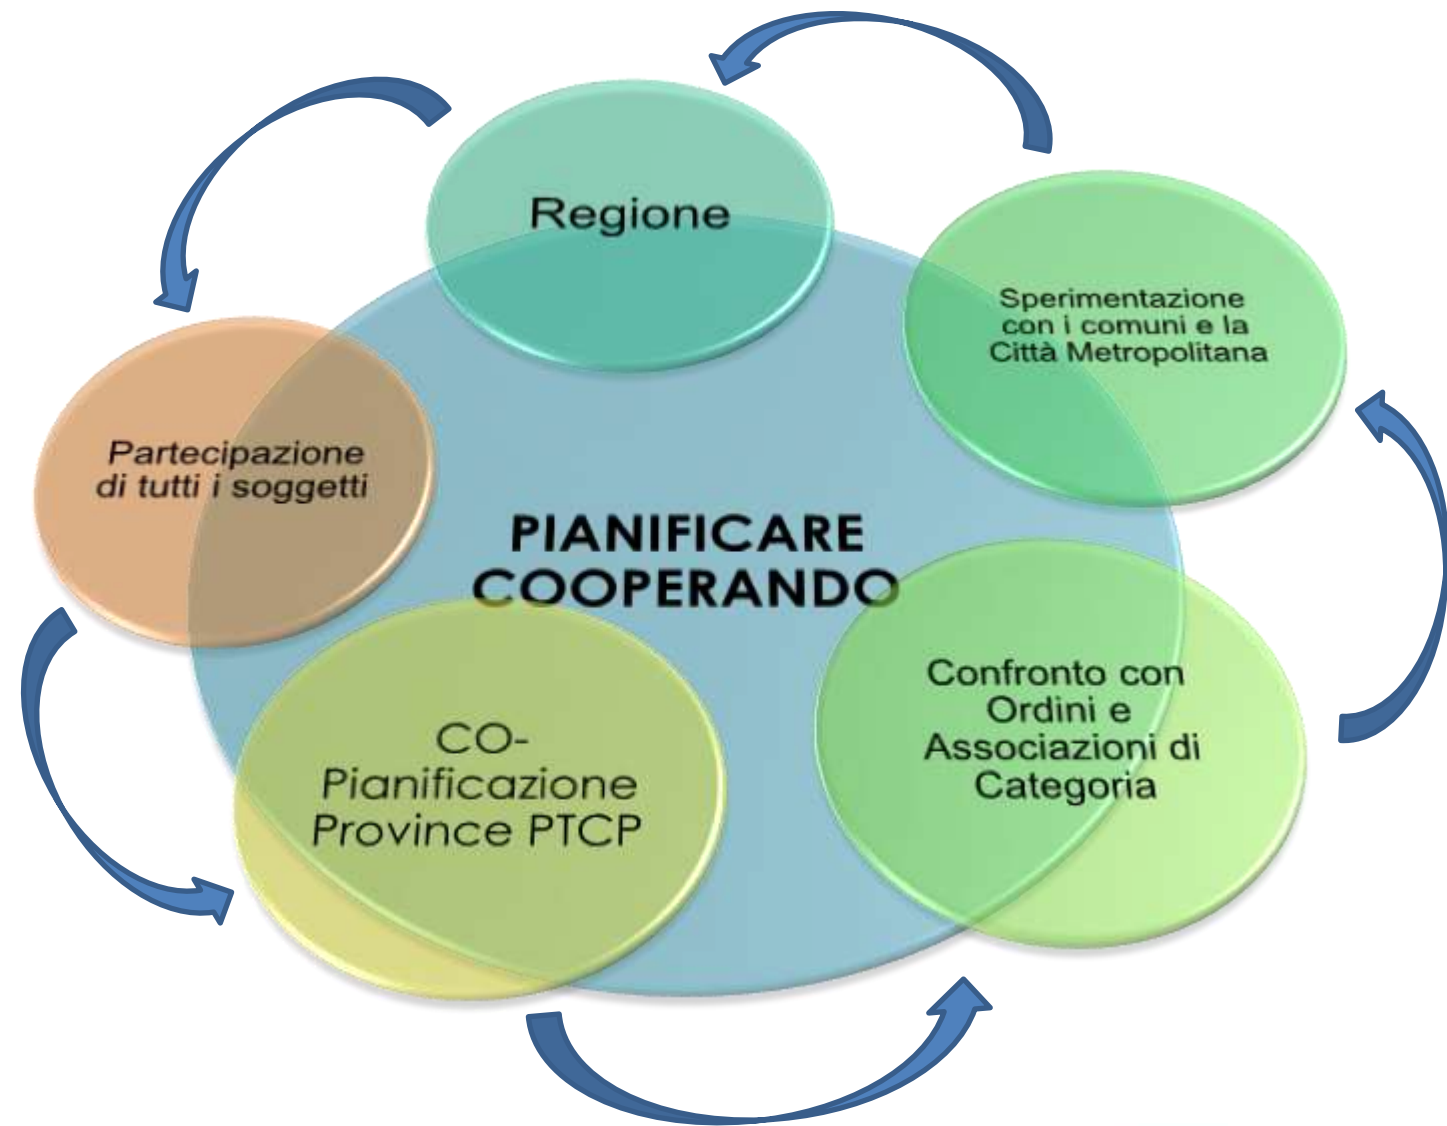 Regione
Sperimentazione
con i comuni e la
Città Metropolitana
Partecipazione
di tutti i soggetti
PIANIFICARE
COOPERANDO
Confronto con
Ordini e
Associazioni di
Categoria
CO-
Pianificazione
Province PTCP